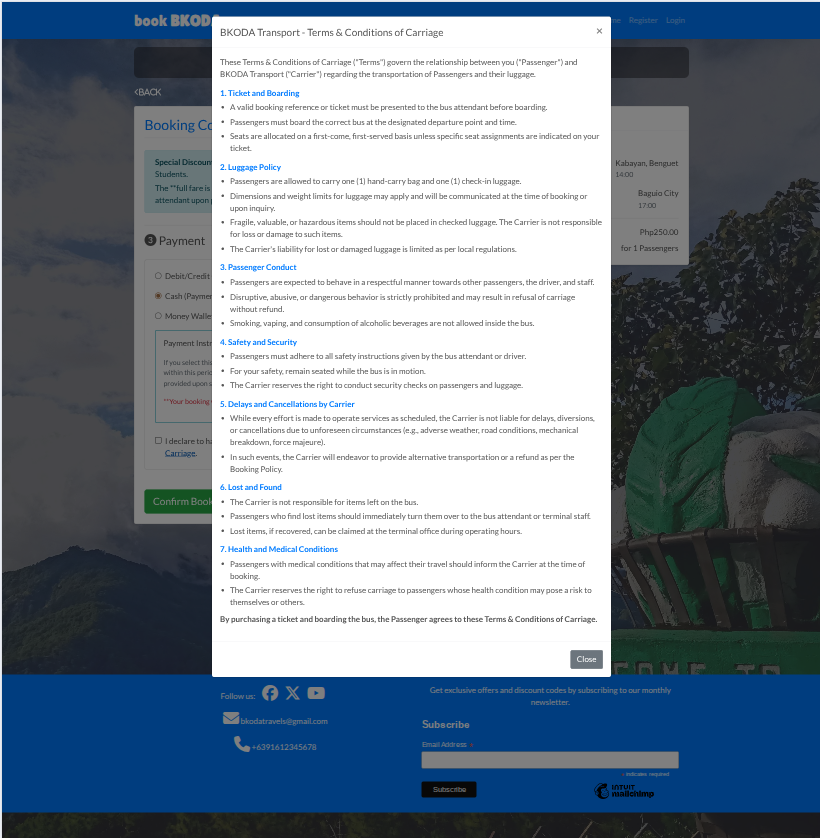 book BKODA
Register Login
BKODA Transport - Terms & Conditions of Carriage ×
These Terms & Conditions of Carriage ("Terms") govern the relationship between you ("Passenger") and
BKODA Transport ("Carrier") regarding the transportation of Passengers and their luggage.
1. Ticket and Boarding
• A valid booking reference or ticket must be presented to the bus attendant before boarding.
• Passengers must board the correct bus at the designated departure point and time.
• Seats are allocated on a first-come, first-served basis unless specific seat assignments are indicated on your
ticket.
2. Luggage Policy
• Passengers are allowed to carry one (1) hand-carry bag and one (1) check-in luggage.
• Dimensions and weight limits for luggage may apply and will be communicated at the time of booking or
upon inquiry.
• Fragile, valuable, or hazardous items should not be placed in checked luggage. The Carrier is not responsible
for loss or damage to such items.
• The Carrier's liability for lost or damaged luggage is limited as per local regulations.
3. Passenger Conduct
• Passengers are expected to behave in a respectful manner towards other passengers, the driver, and staff.
• Disruptive, abusive, or dangerous behavior is strictly prohibited and may result in refusal of carriage
without refund.
• Smoking, vaping, and consumption of alcoholic beverages are not allowed inside the bus.
4. Safety and Security
• Passengers must adhere to all safety instructions given by the bus attendant or driver.
• For your safety, remain seated while the bus is in motion.
• The Carrier reserves the right to conduct security checks on passengers and luggage.
5. Delays and Cancellations by Carrier
• While every effort is made to operate services as scheduled, the Carrier is not liable for delays, diversions,
or cancellations due to unforeseen circumstances (e.g., adverse weather, road conditions, mechanical
breakdown, force majeure).
• In such events, the Carrier will endeavor to provide alternative transportation or a refund as per the
Booking Policy.
6. Lost and Found
• The Carrier is not responsible for items left on the bus.
• Passengers who find lost items should immediately turn them over to the bus attendant or terminal staff.
• Lost items, if recovered, can be claimed at the terminal office during operating hours.
7. Health and Medical Conditions
• Passengers with medical conditions that may affect their travel should inform the Carrier at the time of
booking.
• The Carrier reserves the right to refuse carriage to passengers whose health condition may pose a risk to
themselves or others.
By purchasing a ticket and boarding the bus, the Passenger agrees to these Terms & Conditions of Carriage.
Close
<BACK
Booking
Special
Students.
The **full fare is
attendant upon
3 Payment
Debit/Credit
Cash
Money
Payment
If you select this
within this
provided upon
**Your booking
I declare to
Carriage.
Confirm
Kabayan, Benguet
14:00
Baguio City
17:00
Php250.00
for 1 Passengers
TO
Follow us:
bkodatravels@gmail.com
+6391612345678
Get exclusive offers and discount codes by subscribing to our monthly
newsletter.
Subscribe
Email Address *
* indicates required
Subscribe
INTUIT
mailchimp